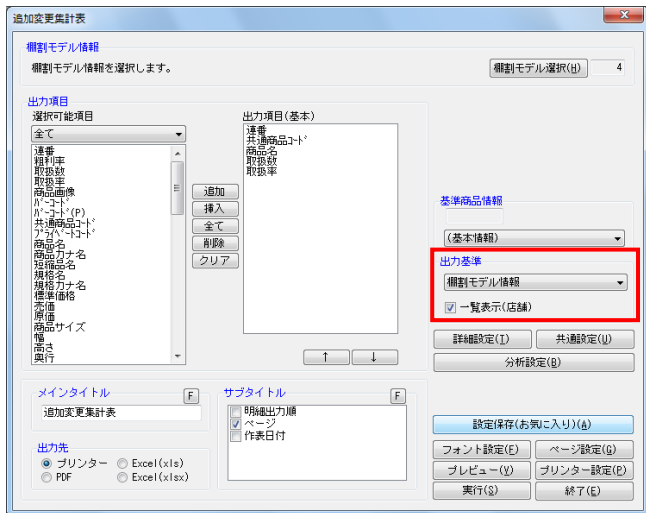 追加変更集計表
棚割モデル情報
棚割モデル情報を選択します。
棚割モデル選択(H)
4
出力項目
選択可能項目
全て
連番
粗利率
取扱数
取扱率
商品画像
ﾊﾞｰｺｰﾄﾞ
ﾊﾞｰｺｰﾄﾞ(P)
共通商品ｺｰﾄﾞ
ﾌﾟﾗｲﾍﾞｰﾄｺｰﾄﾞ
商品名
商品カナ名
短縮品名
規格名
規格カナ名
標準価格
売価
原価
商品サイズ
幅
高さ
奥行
追加
挿入
全て
削除
クリア
出力項目(基本)
連番
共通商品ｺｰﾄﾞ
商品名
取扱数
取扱率
↑
↓
基準商品情報
(基本情報)
出力基準
棚割モデル情報
一覧表示(店舗)
詳細設定(I)
共通設定(U)
分析設定(B)
メインタイトル
F
追加変更集計表
出力先
プリンター
Excel(xls)
PDF
Excel(xlsx)
サブタイトル
F
明細出力順
ページ
作表日付
設定保存(お気に入り)(A)
フォント設定(F)
ページ設定(G)
プレビュー(V)
プリンター設定(P)
実行(S)
終了(E)